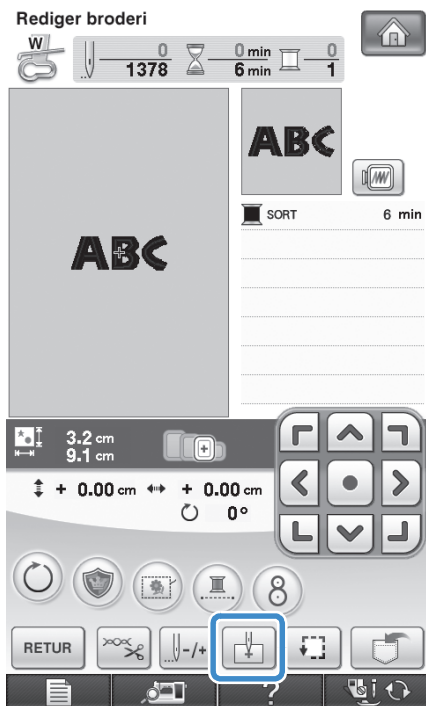 Rediger broderi
W
0 0 min 0
1378 6 min 1
ABC
ABC
SORT 6 min
3.2 cm
9.1 cm
+ 0.00 cm + 0.00 cm
0°
8
RETUR -/+
? i